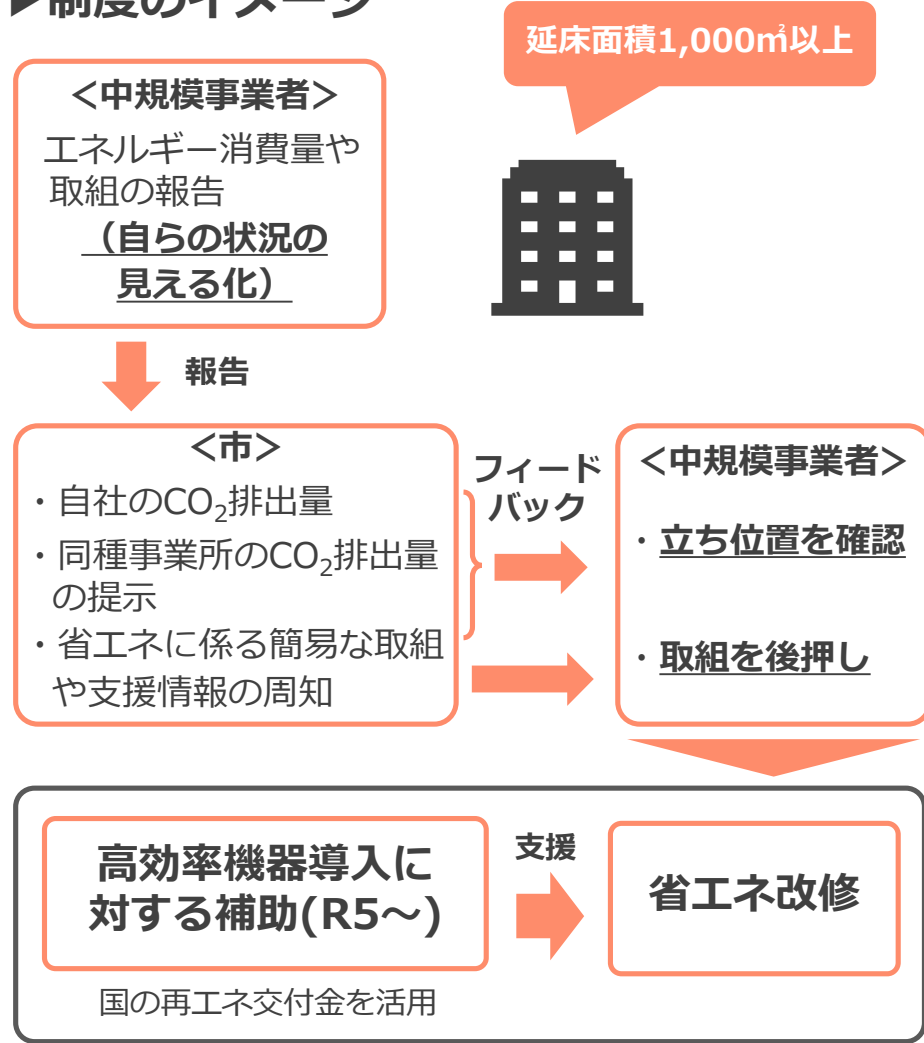 ▶制度のイメージ
延床面積1,000㎡以上
＜中規模事業者＞
エネルギー消費量や
取組の報告
（自らの状況の
見える化）
報告
＜市＞
・自社のCO₂排出量
・同種事業所のCO₂排出量
の提示
・省エネに係る簡易な取組
や支援情報の周知
フィード
バック
＜中規模事業者＞
・立ち位置を確認
・取組を後押し
高効率機器導入に
対する補助(R5～)
国の再エネ交付金を活用
支援
省エネ改修